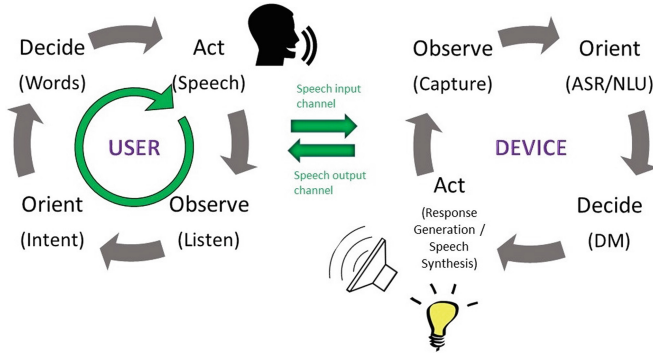 Decide
(Words)
Act
(Speech)
USER
Orient
(Intent)
Observe
(Listen)
Speech input
channel
Speech output
channel
Observe
(Capture)
Orient
(ASR/NLU)
DEVICE
Act
(Response
Generation /
Speech
Synthesis)
Decide
(DM)